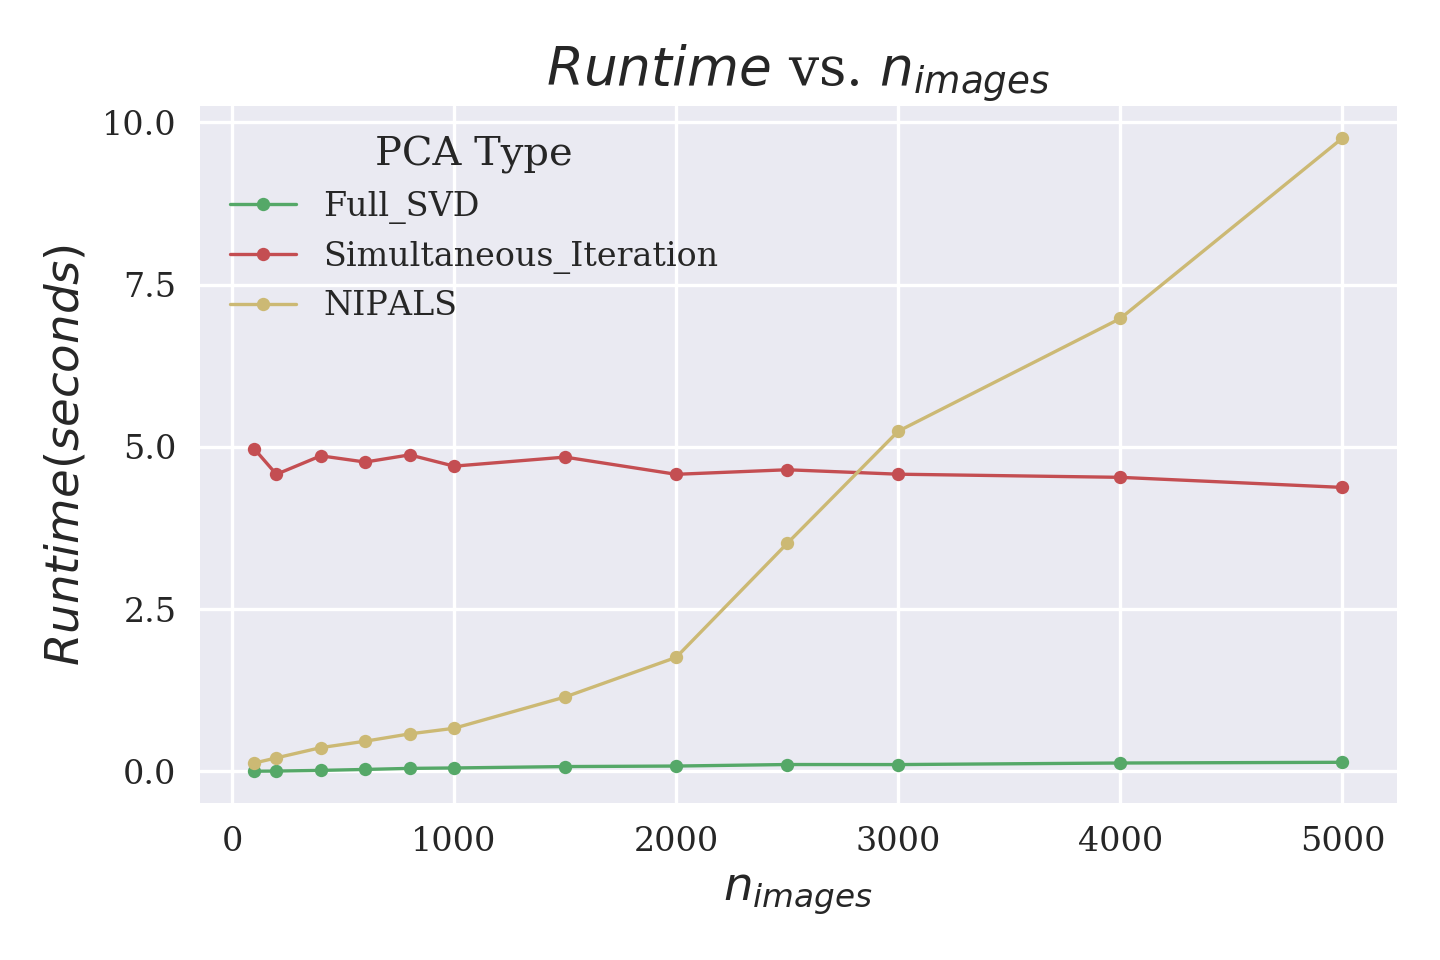 Runtime vs. n_images
PCA Type
Full_SVD
Simultaneous_Iteration
NIPALS
Runtime(seconds)
10.0
7.5
5.0
2.5
0.0
0 1000 2000 3000 4000 5000
n_images